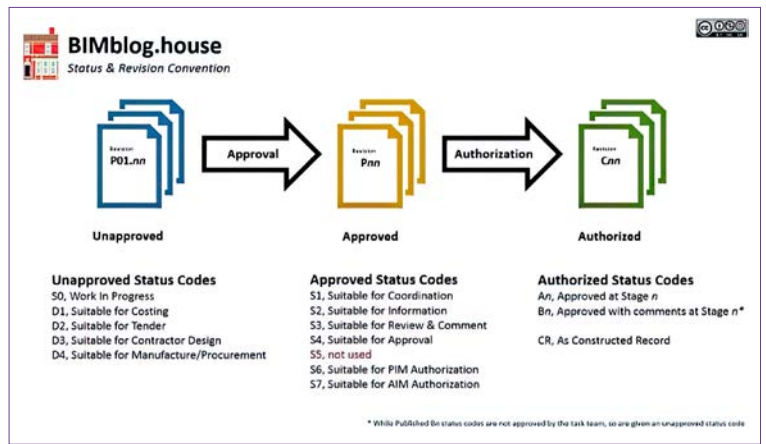 BIMblog.house
Status & Revision Convention
Revision
P01.nn
Approval
Revision
Pnn
Authorization
Revision
Cnn
Unapproved
Approved
Authorized
Unapproved Status Codes
S0, Work In Progress
D1, Suitable for Costing
D2, Suitable for Tender
D3, Suitable for Contractor Design
D4, Suitable for Manufacture/Procurement
Approved Status Codes
S1, Suitable for Coordination
S2, Suitable for Information
S3, Suitable for Review & Comment
S4, Suitable for Approval
S5, not used
S6, Suitable for PIM Authorization
S7, Suitable for AIM Authorization
Authorized Status Codes
An, Approved at Stage n
Bn, Approved with comments at Stage n*
CR, As Constructed Record
* While Published Bn status codes are not approved by the task team, so are given an unapproved status code